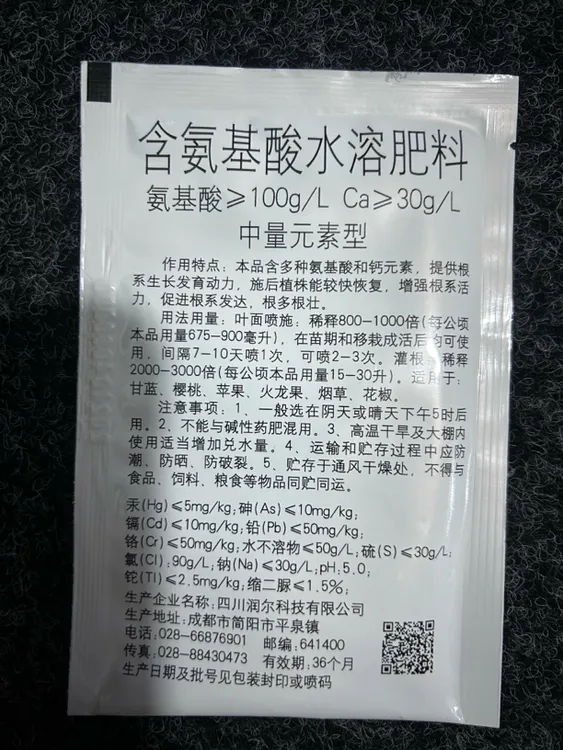 含氨基酸水溶肥料
氨基酸≥100g/L Ca≥30g/L
中量元素型
作用特点：本品含多种氨基酸和钙元素，提供根
系生长发育动力，施后植株能较快恢复，增强根系活
力，促进根系发达，根多根壮。
用法用量：叶面喷施：稀释800-1000倍(每公顷
本品用量675-900毫升)，在苗期和移栽成活后均可使
用，间隔7-10天喷1次，可喷2-3次。灌根：稀释
2000-3000倍(每公顷本品用量15-30升)。适用于：
甘蓝、樱桃、苹果、火龙果、烟草、花椒。
注意事项：1、一般选在阴天或晴天下午5时后
用。2、不能与碱性药肥混用。3、高温干旱及大棚内
使用适当增加兑水量。4、运输和贮存过程中应防
潮、防晒、防破裂。5、贮存于通风干燥处，不得与
食品、饲料、粮食等物品同贮同运。
汞(Hg)≤5mg/kg;砷(As)≤10mg/kg;
镉(Cd)≤10mg/kg;铅(Pb)≤50mg/kg;
铬(Cr)≤50mg/kg;水不溶物≤50g/L;硫(S)≤30g/L;
氯(Cl):90g/L;钠(Na)≤30g/L;pH:5.0;
铊(Tl)≤2.5mg/kg;缩二脲≤1.5%;
生产企业名称:四川润尔科技有限公司
生产地址:成都市简阳市平泉镇
电话:028-66876901 邮编:641400
传真:028-88430473 有效期:36个月
生产日期及批号见包装封印或喷码